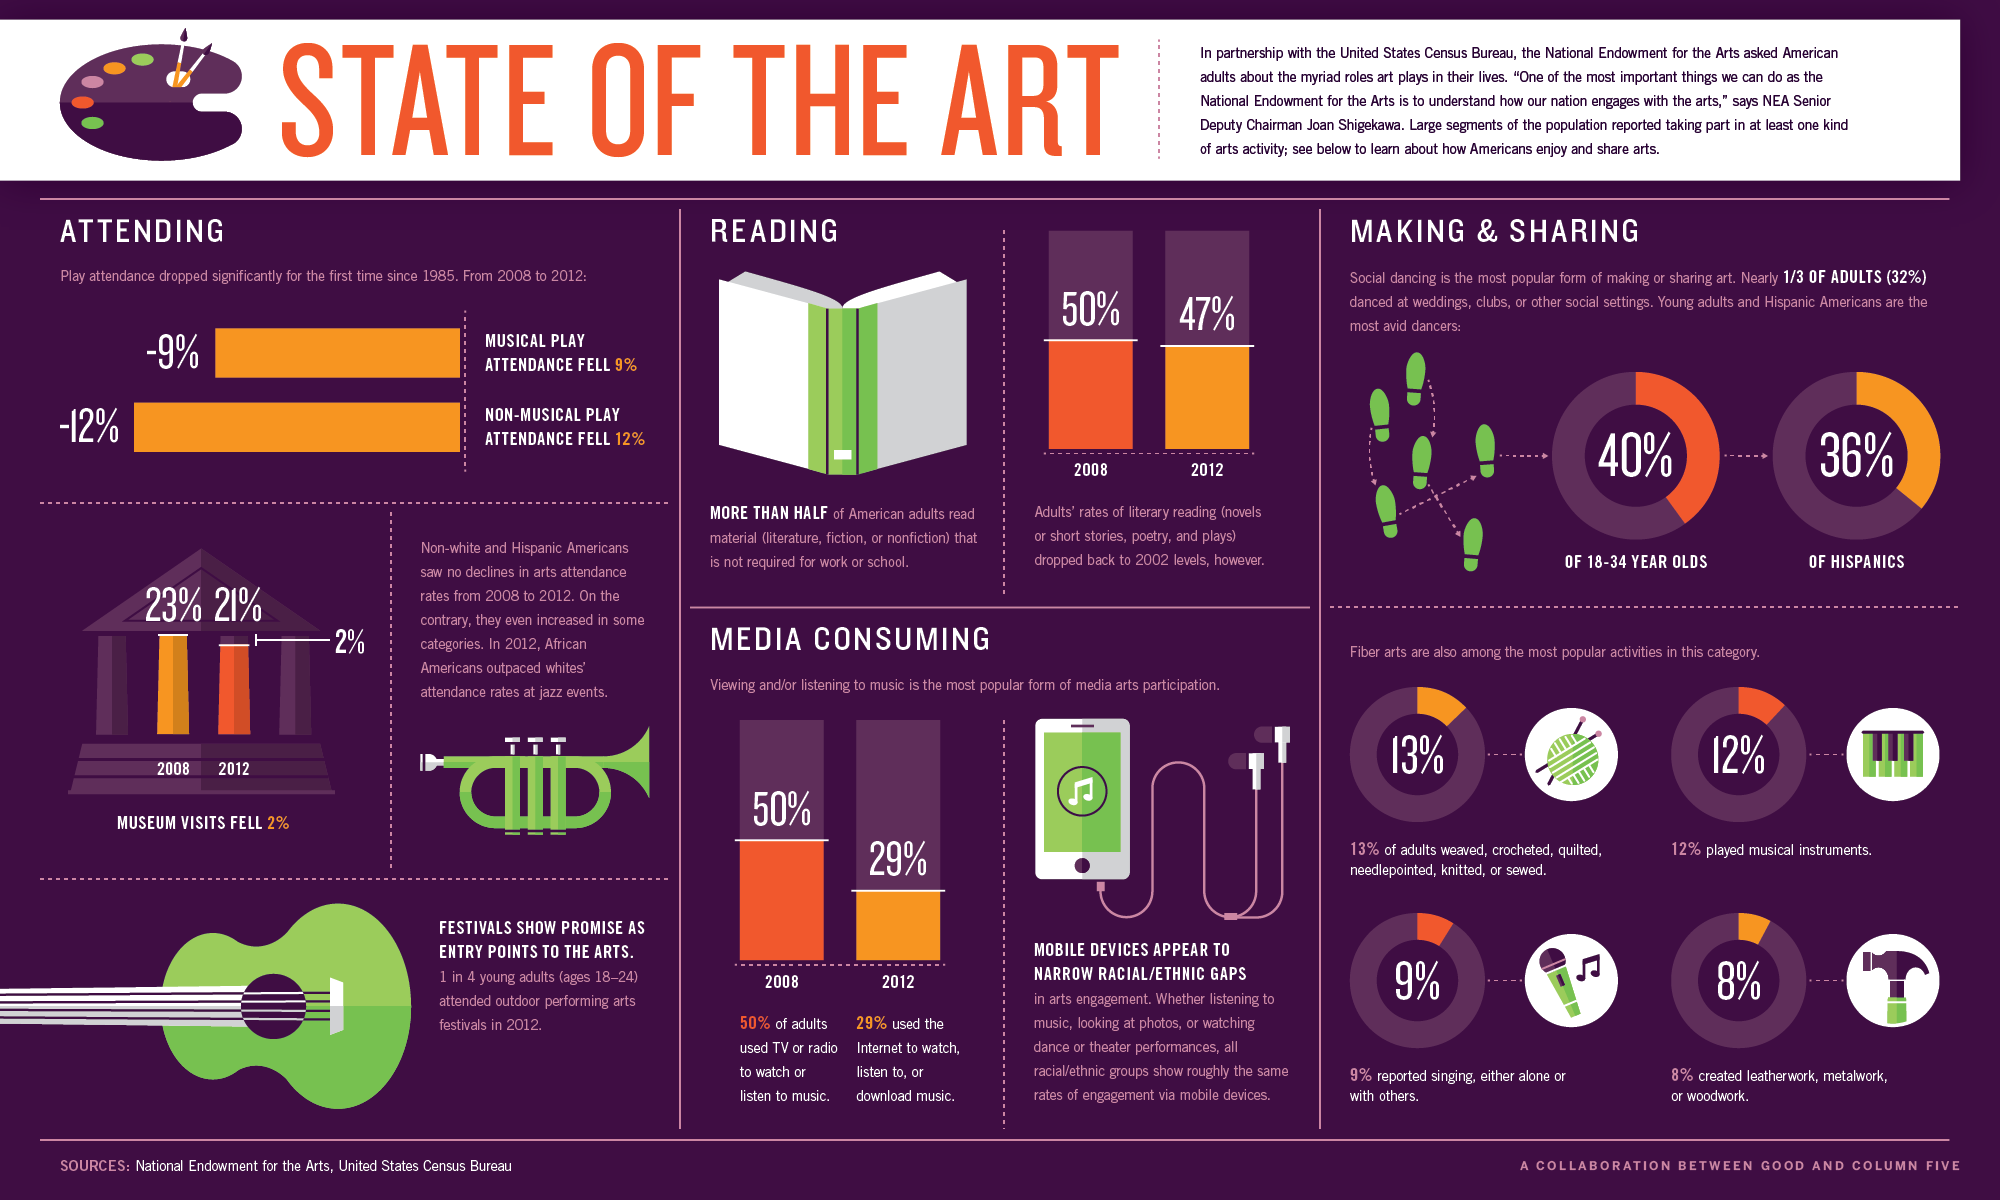 STATE OF THE ART
In partnership with the United States Census Bureau, the National Endowment for the Arts asked American
adults about the myriad roles art plays in their lives. “One of the most important things we can do as the
National Endowment for the Arts is to understand how our nation engages with the arts,” says NEA Senior
Deputy Chairman Joan Shigekawa. Large segments of the population reported taking part in at least one kind
of arts activity; see below to learn about how Americans enjoy and share arts.
ATTENDING
Play attendance dropped significantly for the first time since 1985. From 2008 to 2012:
-9%
MUSICAL PLAY
ATTENDANCE FELL 9%
-12%
NON-MUSICAL PLAY
ATTENDANCE FELL 12%
23% 21%
2%
2008 2012
MUSEUM VISITS FELL 2%
Non-white and Hispanic Americans
saw no declines in arts attendance
rates from 2008 to 2012. On the
contrary, they even increased in some
categories. In 2012, African
Americans outpaced whites’
attendance rates at jazz events.
FESTIVALS SHOW PROMISE AS
ENTRY POINTS TO THE ARTS.
1 in 4 young adults (ages 18–24)
attended outdoor performing arts
festivals in 2012.
READING
MORE THAN HALF of American adults read
material (literature, fiction, or nonfiction) that
is not required for work or school.
50% 47%
2008 2012
Adults’ rates of literary reading (novels
or short stories, poetry, and plays)
dropped back to 2002 levels, however.
MEDIA CONSUMING
Viewing and/or listening to music is the most popular form of media arts participation.
50%
29%
2008 2012
50% of adults
used TV or radio
to watch or
listen to music.
29% used the
Internet to watch,
listen to, or
download music.
MOBILE DEVICES APPEAR TO
NARROW RACIAL/ETHNIC GAPS
in arts engagement. Whether listening to
music, looking at photos, or watching
dance or theater performances, all
racial/ethnic groups show roughly the same
rates of engagement via mobile devices.
MAKING & SHARING
Social dancing is the most popular form of making or sharing art. Nearly 1/3 OF ADULTS (32%)
danced at weddings, clubs, or other social settings. Young adults and Hispanic Americans are the
most avid dancers:
40%
OF 18-34 YEAR OLDS
36%
OF HISPANICS
Fiber arts are also among the most popular activities in this category.
13%
13% of adults weaved, crocheted, quilted,
needlepointed, knitted, or sewed.
12%
12% played musical instruments.
9%
9% reported singing, either alone or
with others.
8%
8% created leatherwork, metalwork,
or woodwork.
SOURCES: National Endowment for the Arts, United States Census Bureau
A COLLABORATION BETWEEN GOOD AND COLUMN FIVE